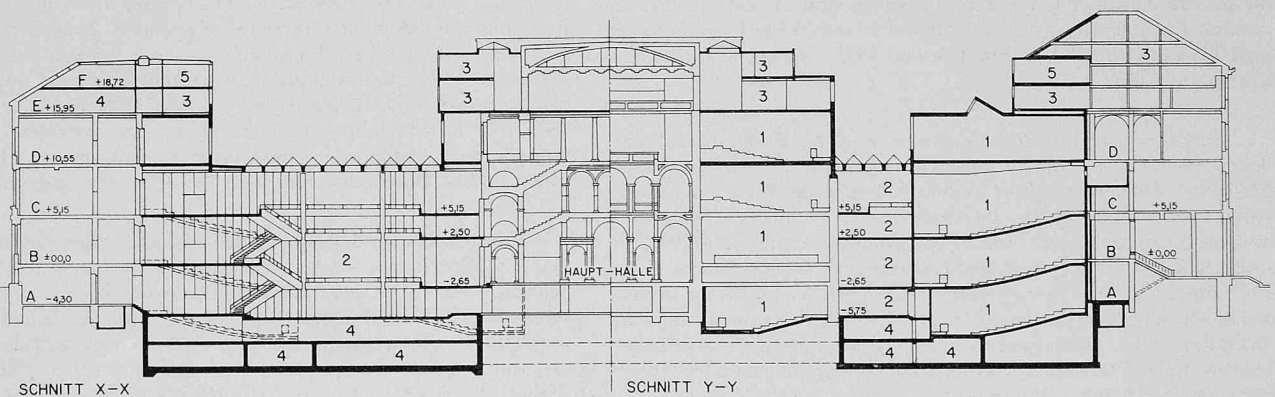 3
3
3
3
3
F +18,72
5
5
E +15,95
4
3
3
1
1
D +10,55
D
1
2
C +5,15
+5,15
+5,15
C
+5,15
+2,50
+2,50
2
1
1
B ±00,0
2
HAUPT-HALLE
2
1
B
±0,00
A -4,30
-2,65
-2,65
A
-5,75
2
1
4
1
4
4
4
4
4
SCHNITT X-X
SCHNITT Y-Y